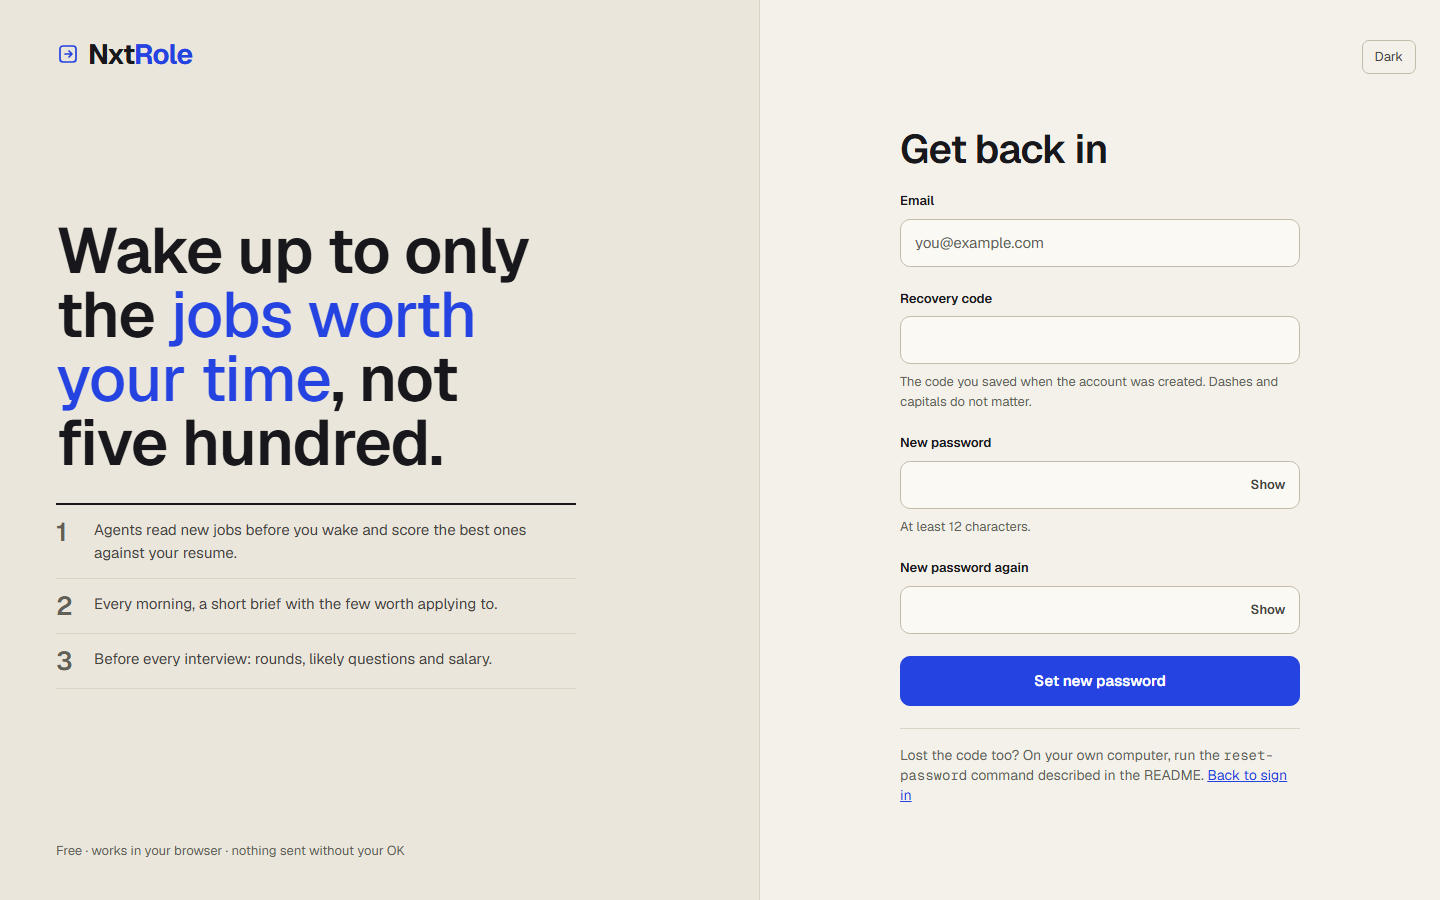 NxtRole
Wake up to only
the jobs worth
your time, not
five hundred.
1
Agents read new jobs before you wake and score the best ones
against your resume.
2
Every morning, a short brief with the few worth applying to.
3
Before every interview: rounds, likely questions and salary.
Free · works in your browser · nothing sent without your OK
Dark
Get back in
Email
you@example.com
Recovery code
The code you saved when the account was created. Dashes and
capitals do not matter.
New password
Show
At least 12 characters.
New password again
Show
Set new password
Lost the code too? On your own computer, run the reset-
password command described in the README. Back to sign
in